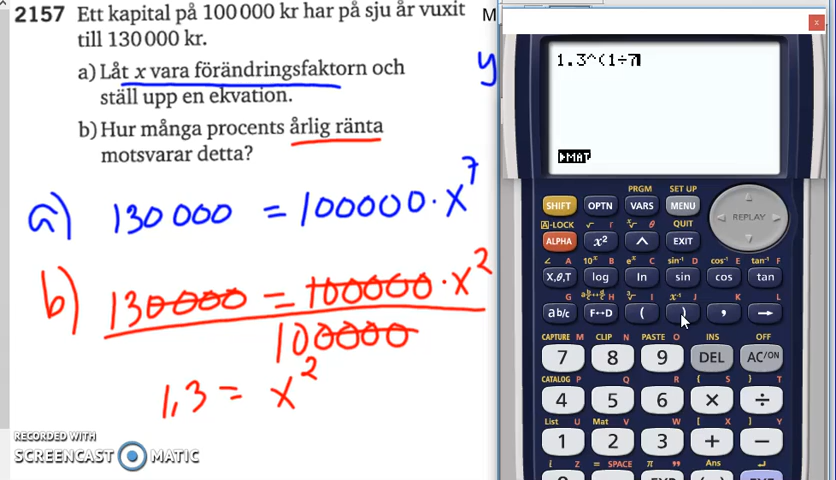 2157 Ett kapital på 100 000 kr har på sju år vuxit
till 130 000 kr.
a) Låt x vara förändringsfaktorn och
ställ upp en ekvation.
b) Hur många procents årlig ränta
motsvarar detta?
M
y
a) 130 000 = 100000 · x^7
b) 130000 = 100000 · x^2
100000
1,3 = x^2
RECORDED WITH
SCREENCAST MATIC
x
1.3^(1÷7
▶MAT
PRGM SET UP
SHIFT OPTN VARS MENU
REPLAY
A-LOCK √ r ˣ√ θ QUIT
ALPHA x² ^ EXIT
∠ A 10ˣ B eˣ C sin⁻¹ D cos⁻¹ E tan⁻¹ F
X,θ,T log ln sin cos tan
G H ³√ I x⁻¹ J K L
a b/c F↔D ( ) , →
CAPTURE M CLIP N PASTE O INS OFF
7 8 9 DEL AC/ON
CATALOG P Q R { S } T
4 5 6 × ÷
List U Mat V W [ X ] Y
1 2 3 + −
i Z = SPACE π " Ans